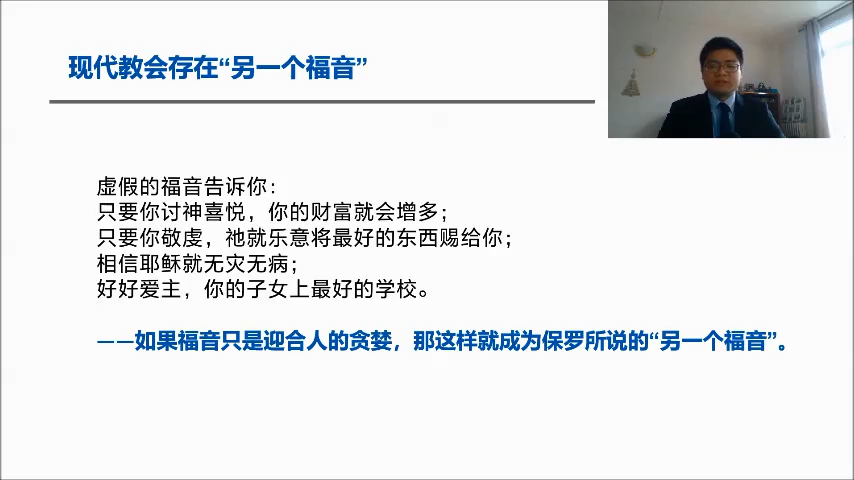 现代教会存在“另一个福音”
虚假的福音告诉你：
只要你讨神喜悦，你的财富就会增多；
只要你敬虔，祂就乐意将最好的东西赐给你；
相信耶稣就无灾无病；
好好爱主，你的子女上最好的学校。
——如果福音只是迎合人的贪婪，那这样就成为保罗所说的“另一个福音”。